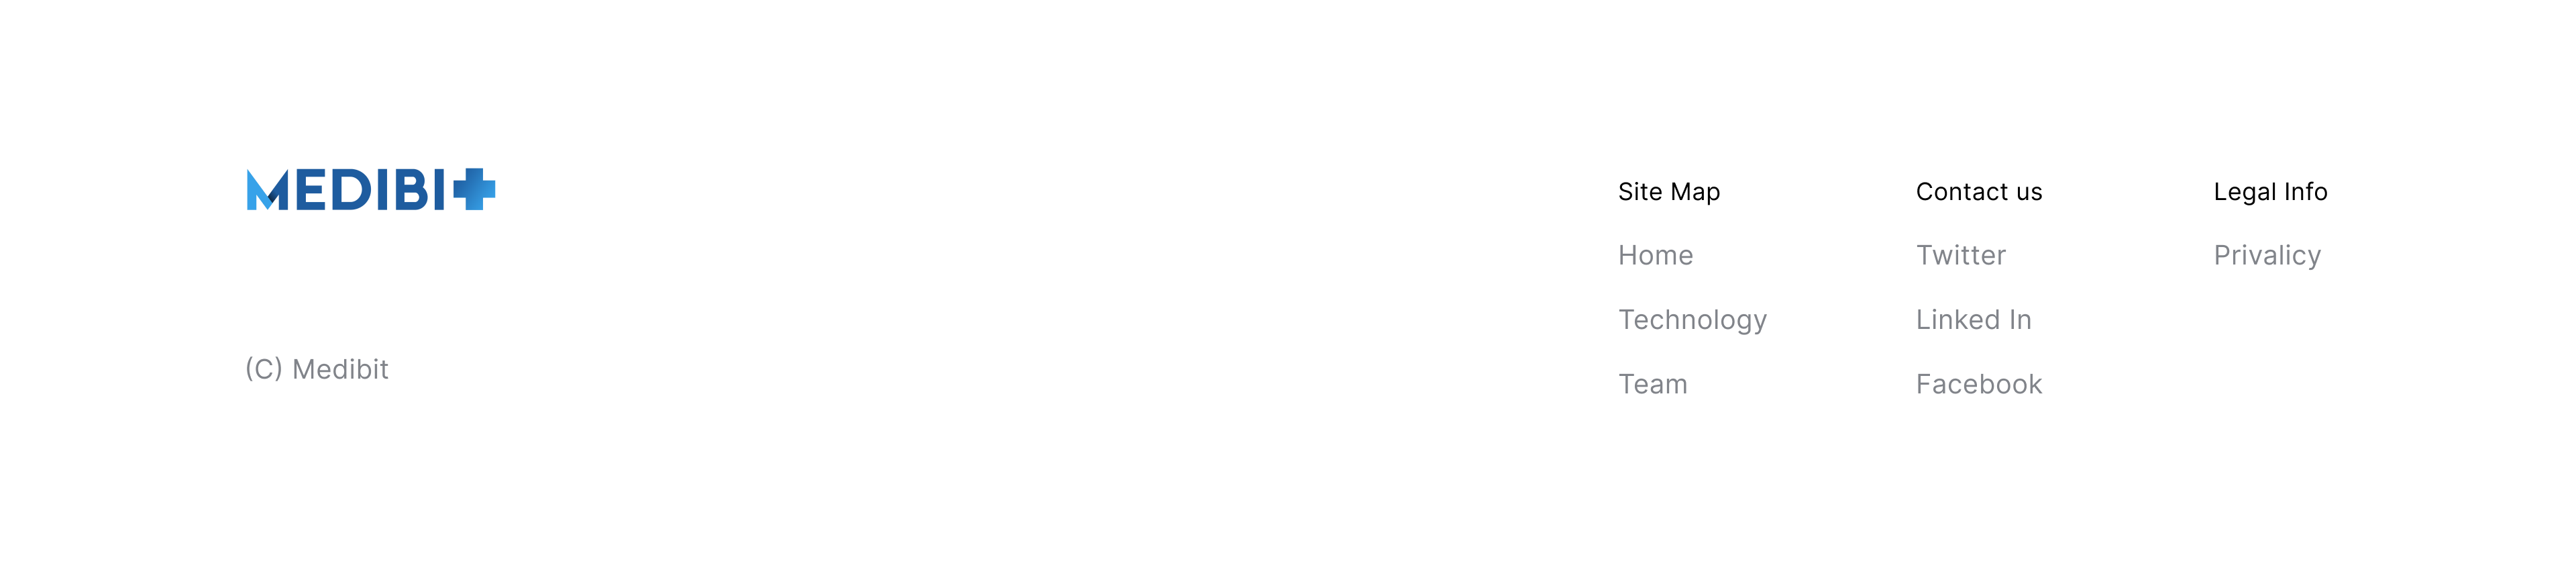 MEDIBIT
(C) Medibit
Site Map
Home
Technology
Team
Contact us
Twitter
Linked In
Facebook
Legal Info
Privalicy